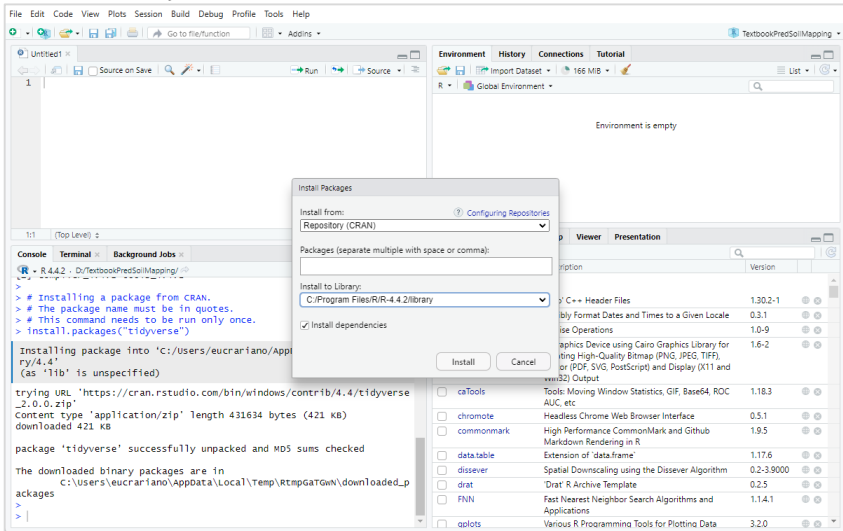 File Edit Code View Plots Session Build Debug Profile Tools Help
Go to file/function Addins TextbookPredSoilMapping
Untitled1
Source on Save Run Source
1
1:1 (Top Level)
Console Terminal Background Jobs
R 4.4.2 · D:/TextbookPredSoilMapping/
>
> # Installing a package from CRAN.
> # The package name must be in quotes.
> # This command needs to be run only once.
> install.packages("tidyverse")
Installing package into 'C:/Users/eucrariano/App
ry/4.4'
(as 'lib' is unspecified)
trying URL 'https://cran.rstudio.com/bin/windows/contrib/4.4/tidyverse
_2.0.0.zip'
Content type 'application/zip' length 431634 bytes (421 KB)
downloaded 421 KB
package 'tidyverse' successfully unpacked and MD5 sums checked
The downloaded binary packages are in
C:\Users\eucrariano\AppData\Local\Temp\RtmpGaTGwN\downloaded_p
ackages
>
>
Environment History Connections Tutorial
Import Dataset 166 MiB List
R Global Environment
Environment is empty
Install Packages
Install from: Configuring Repositories
Repository (CRAN)
Packages (separate multiple with space or comma):
Install to Library:
C:/Program Files/R/R-4.4.2/library
Install dependencies
Install Cancel
p Viewer Presentation
ription Version
o' C++ Header Files 1.30.2-1
bly Format Dates and Times to a Given Locale 0.3.1
ise Operations 1.0-9
aphics Device using Cairo Graphics Library for 1.6-2
ting High-Quality Bitmap (PNG, JPEG, TIFF),
or (PDF, SVG, PostScript) and Display (X11 and
Win32) Output
caTools Tools: Moving Window Statistics, GIF, Base64, ROC 1.18.3
AUC, etc
chromote Headless Chrome Web Browser Interface 0.5.1
commonmark High Performance CommonMark and Github 1.9.5
Markdown Rendering in R
data.table Extension of `data.frame` 1.17.6
dissever Spatial Downscaling using the Dissever Algorithm 0.2-3.9000
drat 'Drat' R Archive Template 0.2.5
FNN Fast Nearest Neighbor Search Algorithms and 1.1.4.1
Applications
gplots Various R Programming Tools for Plotting Data 3.2.0